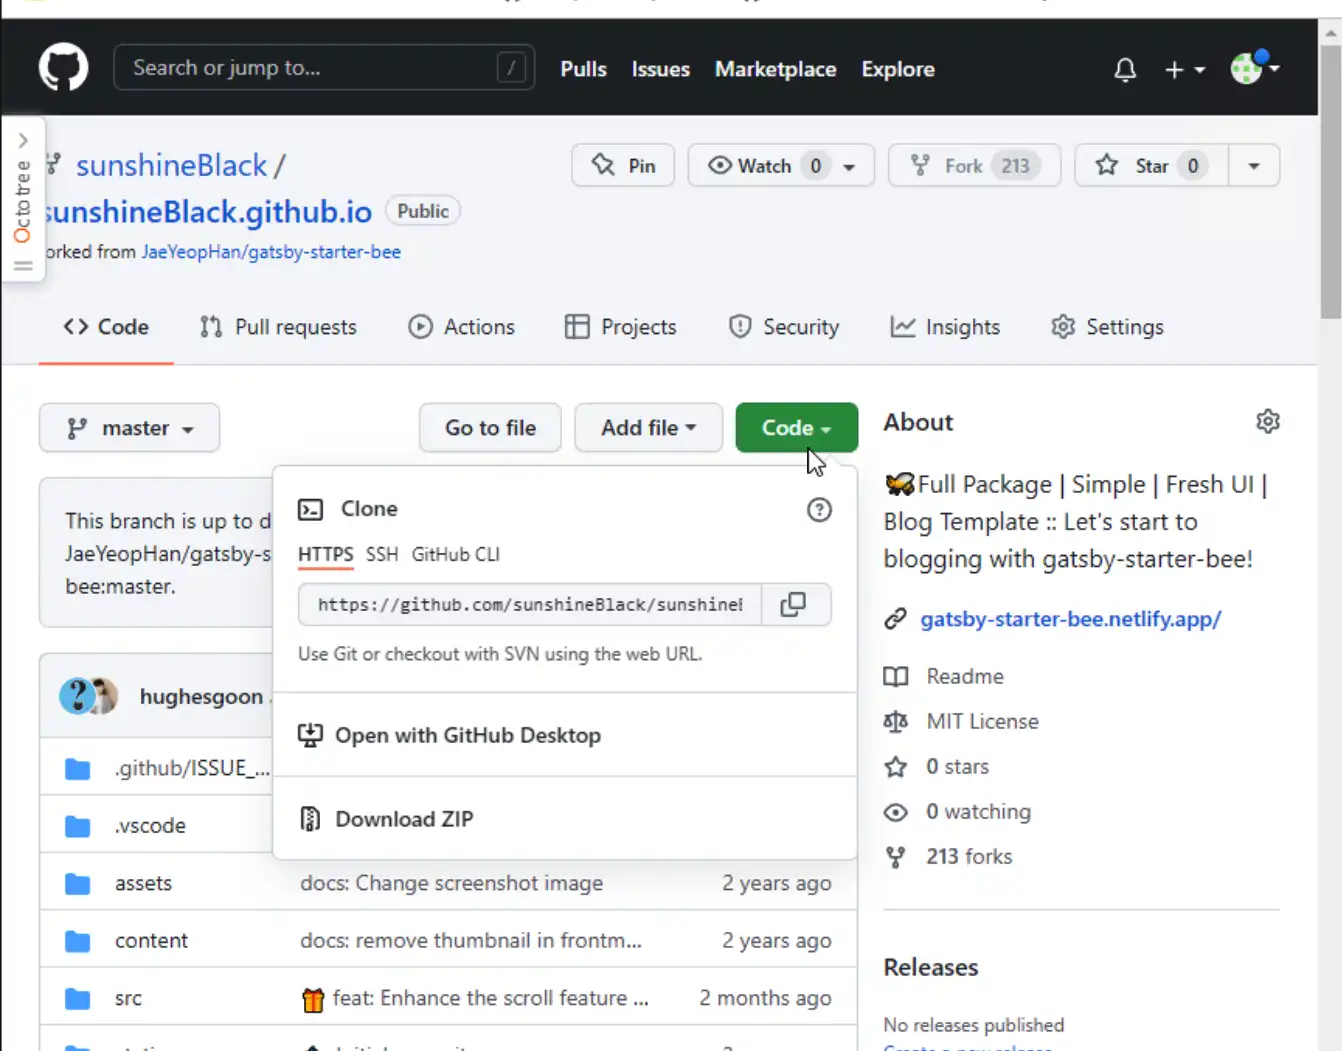 Search or jump to... /
Pulls Issues Marketplace Explore
Octotree
sunshineBlack /
Pin
Watch 0
Fork 213
Star 0
sunshineBlack.github.io Public
orked from JaeYeopHan/gatsby-starter-bee
<> Code
Pull requests
Actions
Projects
Security
Insights
Settings
master
Go to file
Add file
Code
About
This branch is up to d
JaeYeopHan/gatsby-s
bee:master.
Clone
HTTPS SSH GitHub CLI
https://github.com/sunshineBlack/sunshine
Use Git or checkout with SVN using the web URL.
Open with GitHub Desktop
Download ZIP
Full Package | Simple | Fresh UI |
Blog Template :: Let's start to
blogging with gatsby-starter-bee!
gatsby-starter-bee.netlify.app/
Readme
MIT License
0 stars
0 watching
213 forks
hughesgoon
.github/ISSUE_...
.vscode
assets docs: Change screenshot image 2 years ago
content docs: remove thumbnail in frontm... 2 years ago
src feat: Enhance the scroll feature ... 2 months ago
Releases
No releases published
Create a new release